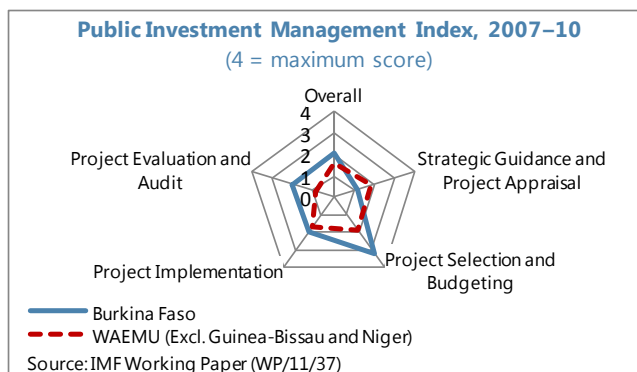 Public Investment Management Index, 2007–10
(4 = maximum score)
Overall
4
3
2
1
0
Project Evaluation and
Audit
Strategic Guidance and
Project Appraisal
Project Implementation
Project Selection and
Budgeting
Burkina Faso
WAEMU (Excl. Guinea-Bissau and Niger)
Source: IMF Working Paper (WP/11/37)